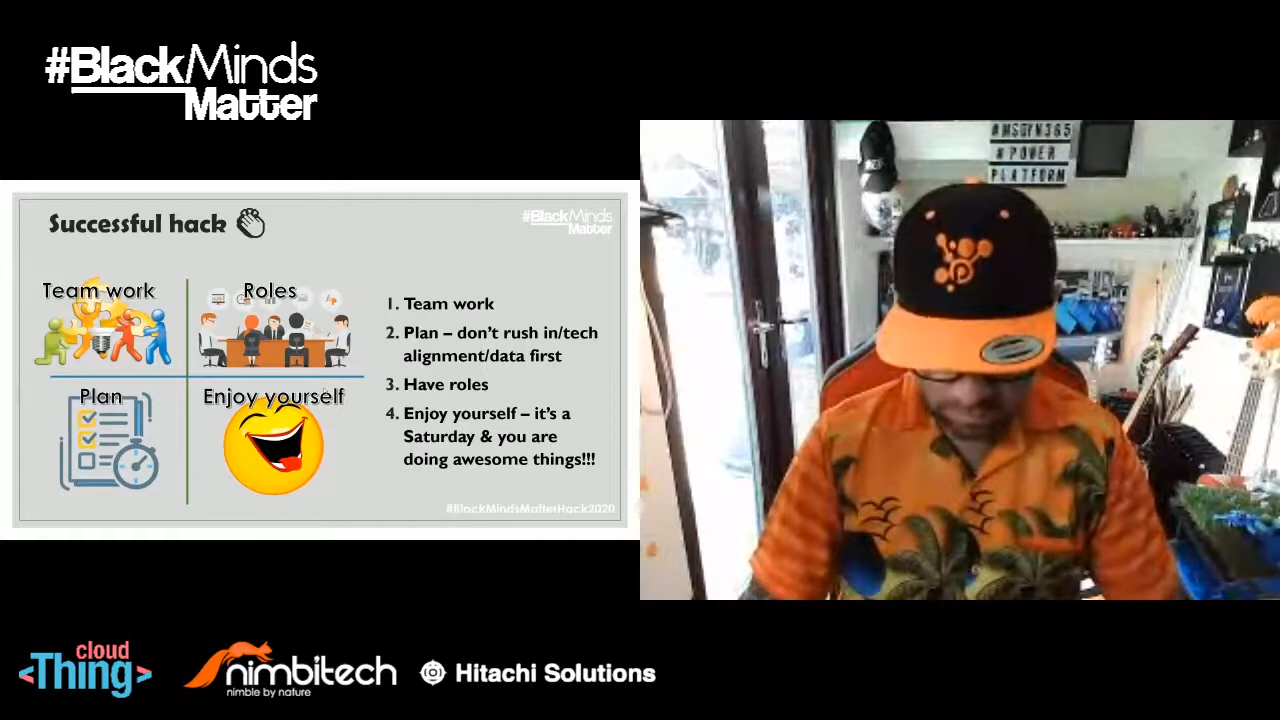 #BlackMinds
Matter
#MSDYN365
# POWER
PLATFORM
Successful hack
#BlackMinds
Matter
Team work
Roles
Plan
Enjoy yourself
1. Team work
2. Plan – don't rush in/tech
alignment/data first
3. Have roles
4. Enjoy yourself – it's a
Saturday & you are
doing awesome things!!!
#BlackMindsMatterHack2020
cloud
<Thing>
nimbitech
nimble by nature
Hitachi Solutions